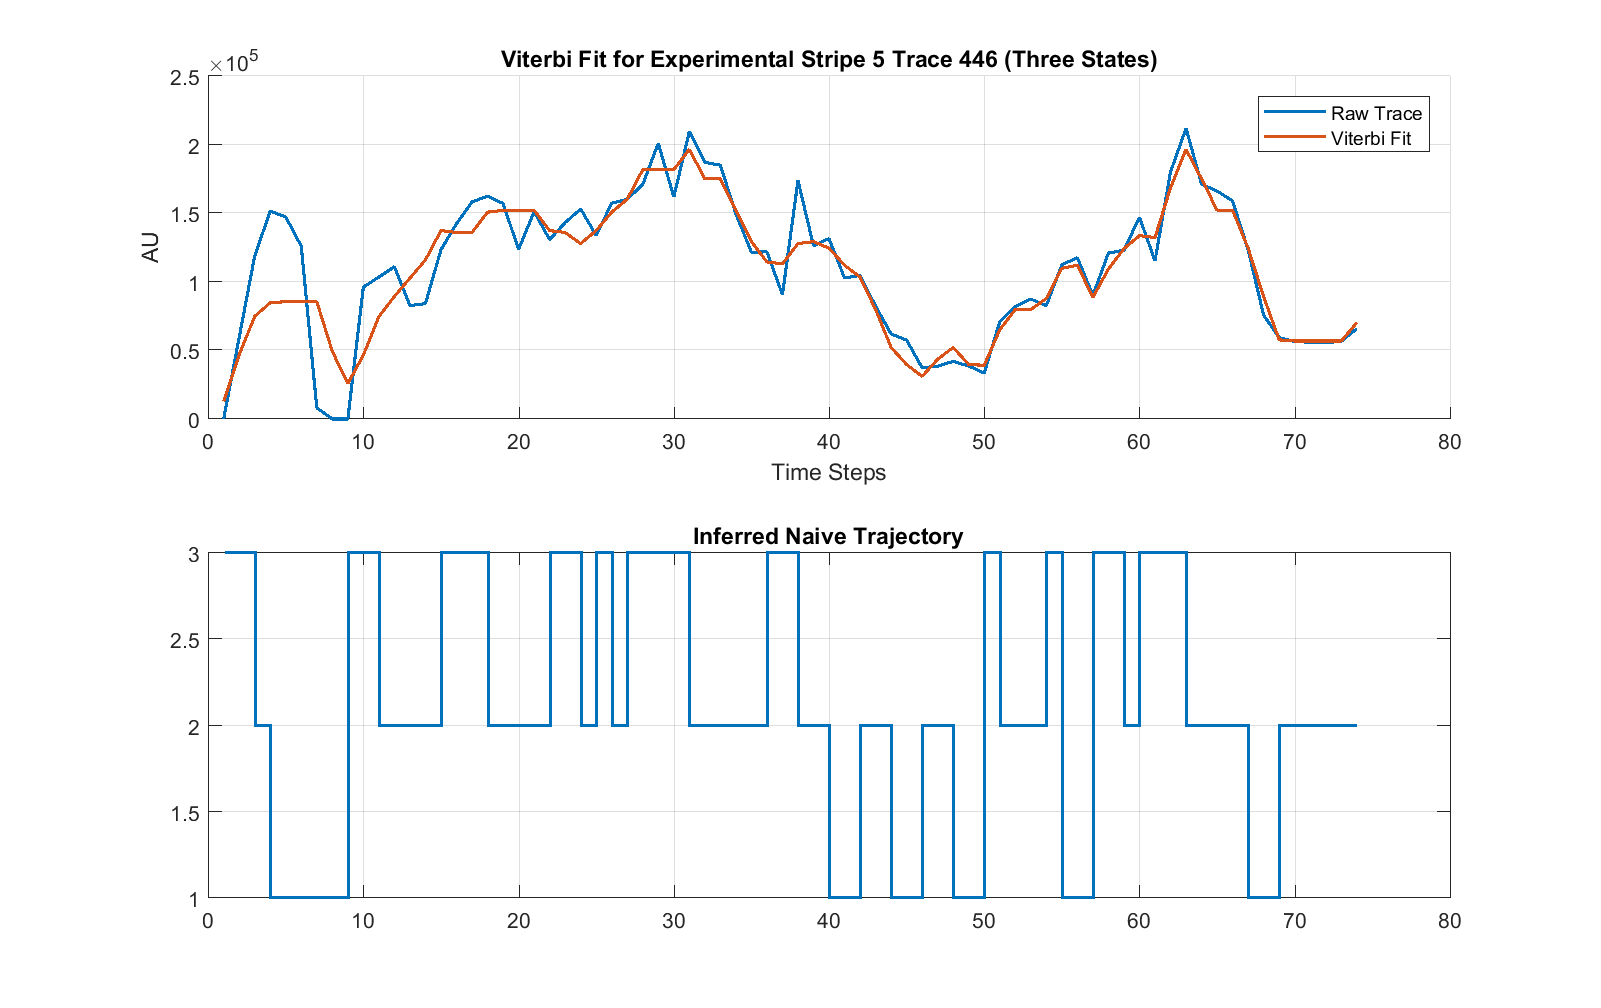 Viterbi Fit for Experimental Stripe 5 Trace 446 (Three States)
×10^5
2.5
2
1.5
1
0.5
0
AU
Raw Trace
Viterbi Fit
0 10 20 30 40 50 60 70 80
Time Steps
Inferred Naive Trajectory
3
2.5
2
1.5
1
0 10 20 30 40 50 60 70 80